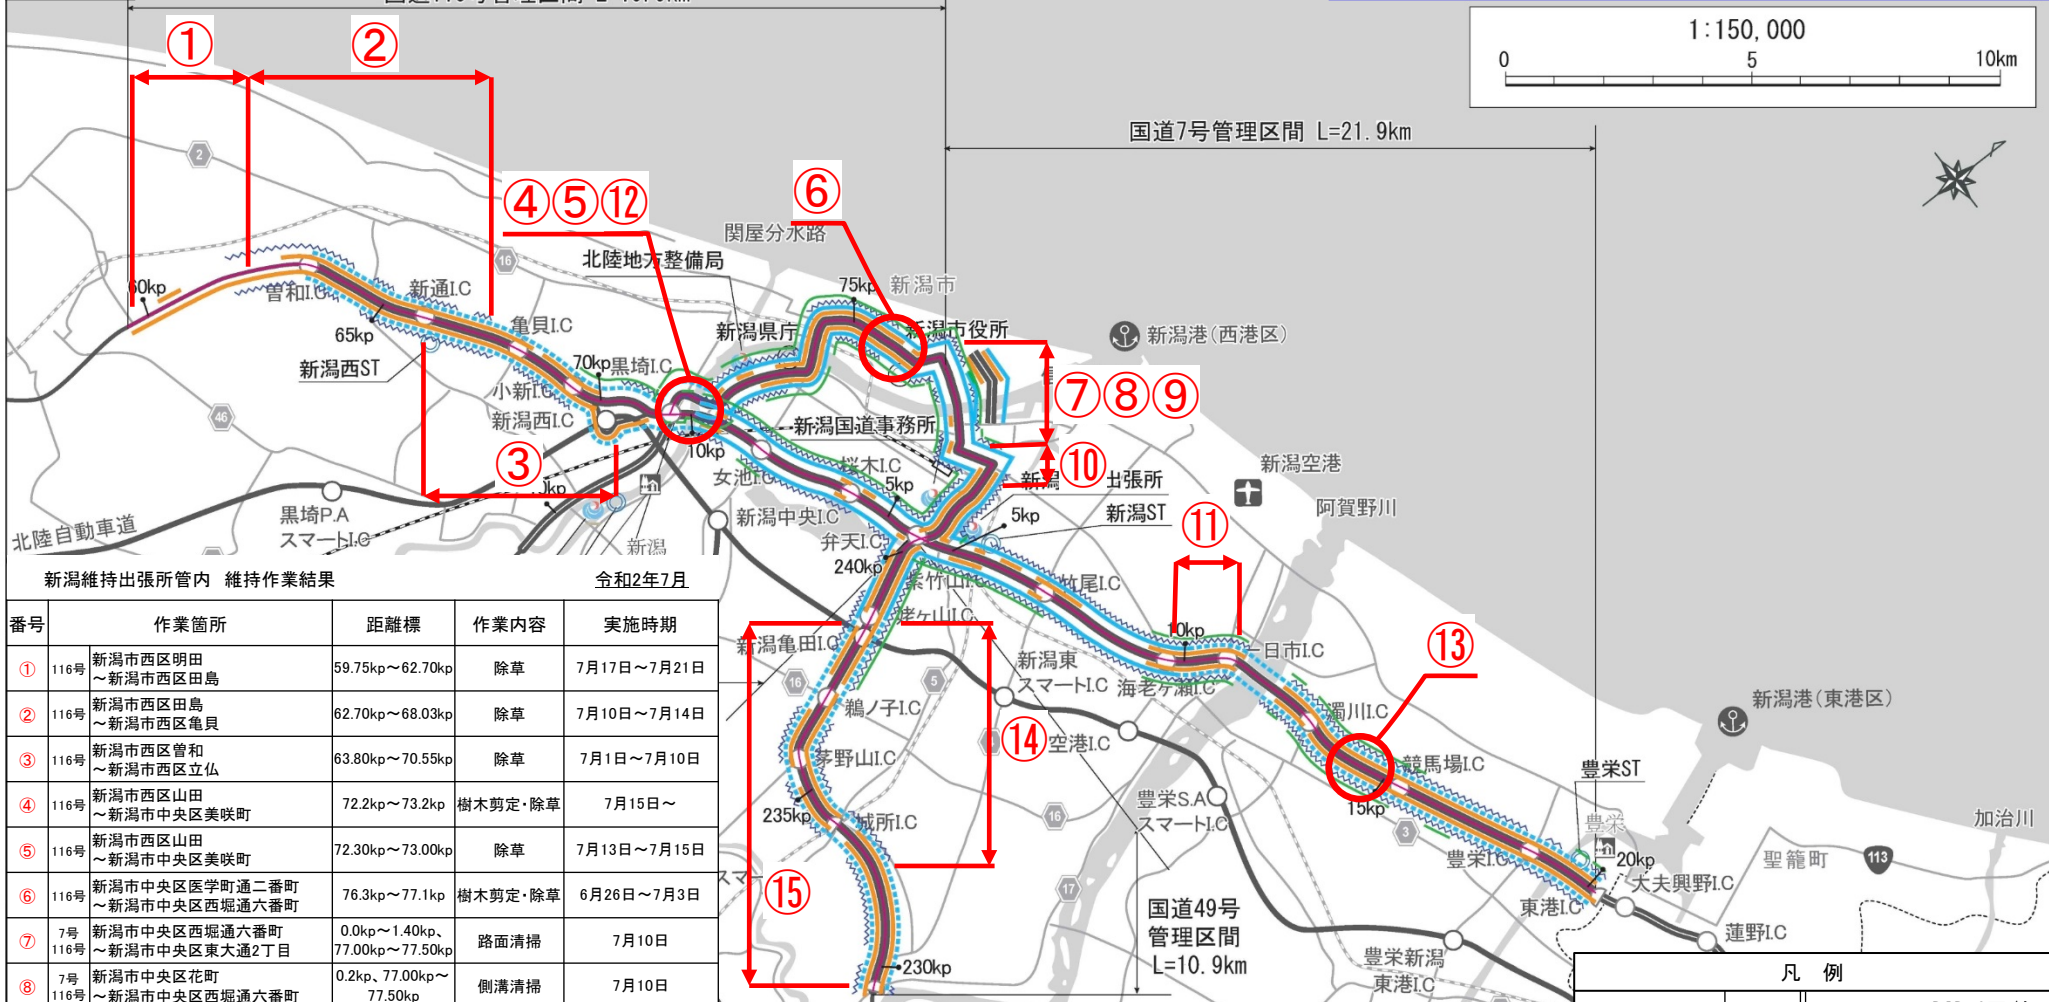 1:150,000
0 5 10km
① ②
国道7号管理区間 L=21.9km
④⑤⑫
⑥
関屋分水路
北陸地方整備局
新潟市
75kp
60kp
曽和I.C
新通I.C
65kp
亀貝I.C
新潟西ST
小新I.C
70kp
黒埼I.C
新潟県庁
新潟市役所
新潟港(西港区)
新潟西I.C
⑦⑧⑨
新潟国道事務所
10kp
③
女池I.C
桜木I.C
5kp
⑩
出張所
新潟空港
新潟ST
5kp
阿賀野川
北陸自動車道
黒埼P.A
スマートI.C
新潟
新潟中央I.C
弁天I.C
240kp
紫竹山I.C
竹尾I.C
⑪
新潟亀田I.C
10kp
一日市I.C
⑬
新潟東
スマートI.C
海老ヶ瀬I.C
新潟港(東港区)
鵜ノ子I.C
濁川I.C
⑭
空港I.C
茅野山I.C
競馬場I.C
豊栄ST
235kp
城所I.C
豊栄S.A
スマートI.C
15kp
加治川
豊栄
豊栄I.C
20kp
聖籠町
大夫興野I.C
⑮
東港I.C
蓮野I.C
国道49号
管理区間
L=10.9km
230kp
豊栄新潟
東港I.C
2
16
46
16
5
16
17
3
113
凡 例
新潟維持出張所管内 維持作業結果 令和2年7月
番号 作業箇所 距離標 作業内容 実施時期
① 116号 新潟市西区明田 ～新潟市西区田島 59.75kp～62.70kp 除草 7月17日～7月21日
② 116号 新潟市西区田島 ～新潟市西区亀貝 62.70kp～68.03kp 除草 7月10日～7月14日
③ 116号 新潟市西区曽和 ～新潟市西区立仏 63.80kp～70.55kp 除草 7月1日～7月10日
④ 116号 新潟市西区山田 ～新潟市中央区美咲町 72.2kp～73.2kp 樹木剪定・除草 7月15日～
⑤ 116号 新潟市西区山田 ～新潟市中央区美咲町 72.30kp～73.00kp 除草 7月13日～7月15日
⑥ 116号 新潟市中央区医学町通二番町 ～新潟市中央区西堀通六番町 76.3kp～77.1kp 樹木剪定・除草 6月26日～7月3日
⑦ 7号 116号 新潟市中央区西堀通六番町 ～新潟市中央区東大通2丁目 0.0kp～1.40kp、 77.00kp～77.50kp 路面清掃 7月10日
⑧ 7号 116号 新潟市中央区花町 ～新潟市中央区西堀通六番町 0.2kp、77.00kp～ 77.50kp 側溝清掃 7月10日